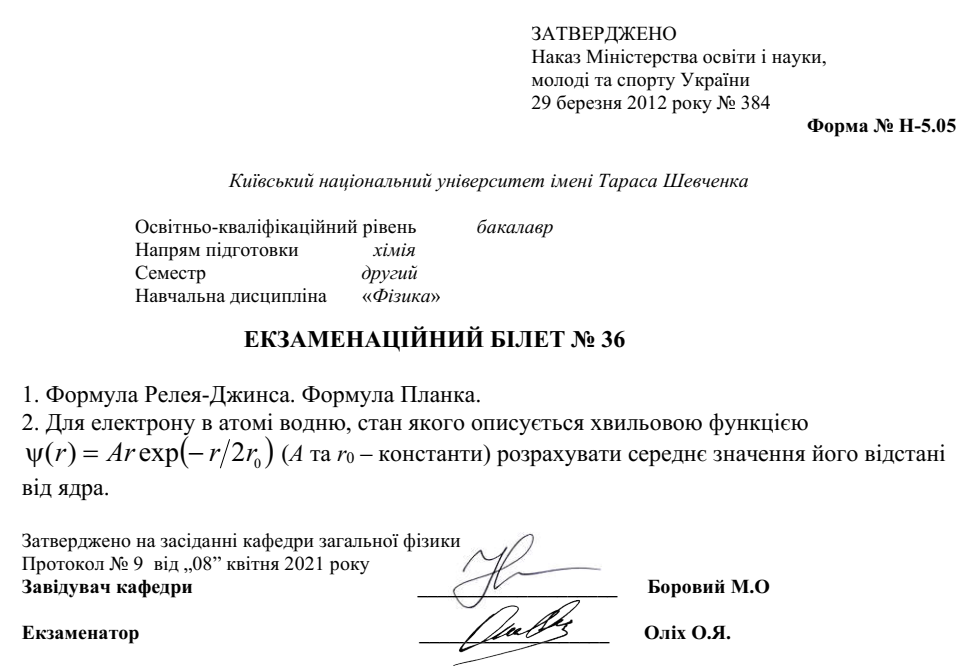 ЗАТВЕРДЖЕНО
Наказ Міністерства освіти і науки,
молоді та спорту України
29 березня 2012 року № 384
Форма № Н-5.05
Київський національний університет імені Тараса Шевченка
Освітньо-кваліфікаційний рівень бакалавр
Напрям підготовки хімія
Семестр другий
Навчальна дисципліна «Фізика»
ЕКЗАМЕНАЦІЙНИЙ БІЛЕТ № 36
1. Формула Релея-Джинса. Формула Планка.
2. Для електрону в атомі водню, стан якого описується хвильовою функцією
ψ(r) = Ar exp(− r/2r₀) (A та r₀ – константи) розрахувати середнє значення його відстані
від ядра.
Затверджено на засіданні кафедри загальної фізики
Протокол № 9 від „08” квітня 2021 року
Завідувач кафедри ____________________ Боровий М.О
Екзаменатор ____________________ Оліх О.Я.